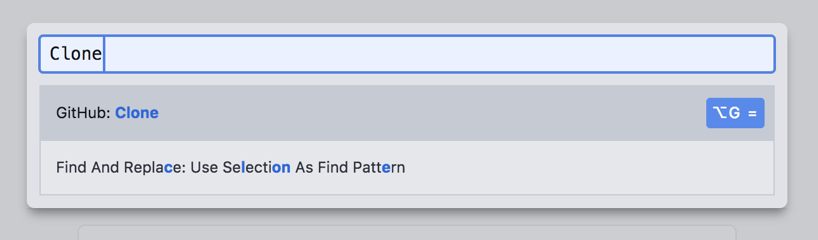 Clone
GitHub: Clone ⌥G =
Find And Replace: Use Selection As Find Pattern